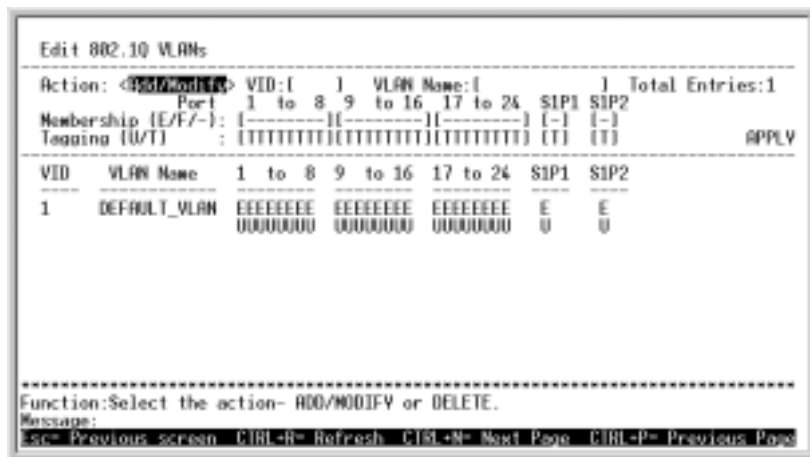 Edit 802.1Q VLANs
Action: <Add/Modify> VID:[ ] VLAN Name:[ ] Total Entries:1
Port 1 to 8 9 to 16 17 to 24 S1P1 S1P2
Membership (E/F/-): [--------][--------][--------] [-] [-]
Tagging (U/T) : [TTTTTTTT][TTTTTTTT][TTTTTTTT] [T] [T] APPLY
VID VLAN Name 1 to 8 9 to 16 17 to 24 S1P1 S1P2
1 DEFAULT_VLAN EEEEEEEE EEEEEEEE EEEEEEEE E E
UUUUUUUU UUUUUUUU UUUUUUUU U U
Function:Select the action- ADD/MODIFY or DELETE.
Message:
Esc= Previous screen CTRL+R= Refresh CTRL+N= Next Page CTRL+P= Previous Page